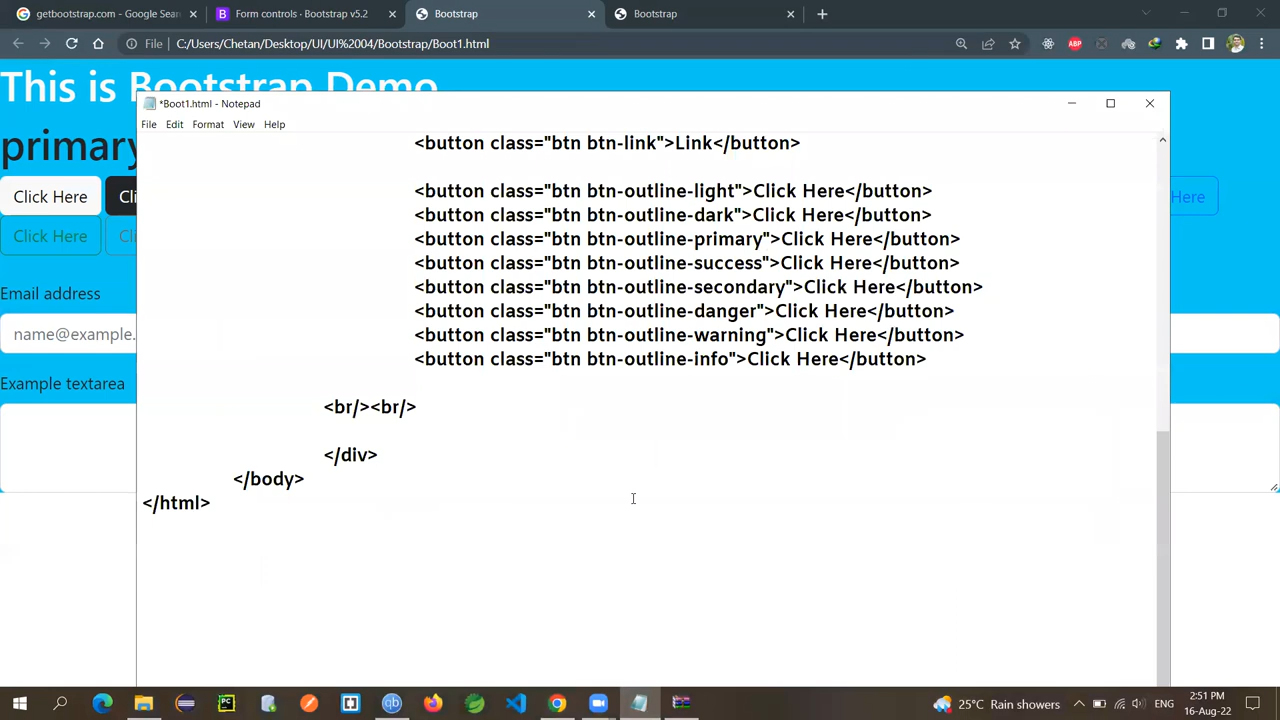 getbootstrap.com - Google Sear
Form controls · Bootstrap v5.2
Bootstrap
Bootstrap
File
C:/Users/Chetan/Desktop/UI/UI%2004/Bootstrap/Boot1.html
ABP
This is Bootstrap Demo
*Boot1.html - Notepad
File Edit Format View Help
primary
Click Here
Cli
Here
Click Here
Cli
Email address
name@example.
Example textarea
<button class="btn btn-link">Link</button>
<button class="btn btn-outline-light">Click Here</button>
<button class="btn btn-outline-dark">Click Here</button>
<button class="btn btn-outline-primary">Click Here</button>
<button class="btn btn-outline-success">Click Here</button>
<button class="btn btn-outline-secondary">Click Here</button>
<button class="btn btn-outline-danger">Click Here</button>
<button class="btn btn-outline-warning">Click Here</button>
<button class="btn btn-outline-info">Click Here</button>
<br/><br/>
</div>
</body>
</html>
PC
qb
25°C Rain showers
ENG
2:51 PM
16-Aug-22